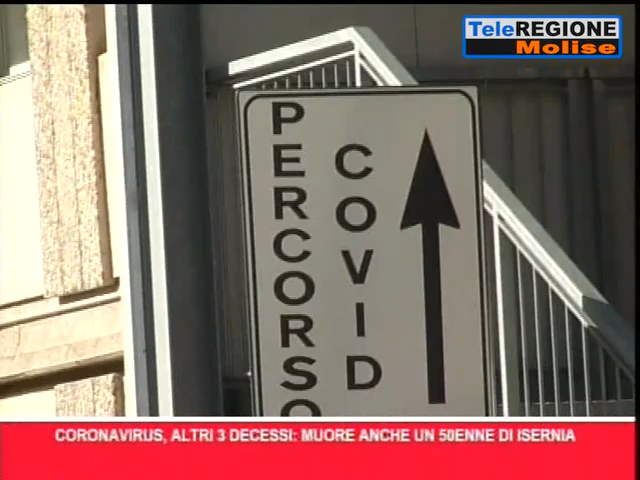 TeleREGIONE
Molise
PERCORSO
COVID
CORONAVIRUS, ALTRI 3 DECESSI: MUORE ANCHE UN 50ENNE DI ISERNIA